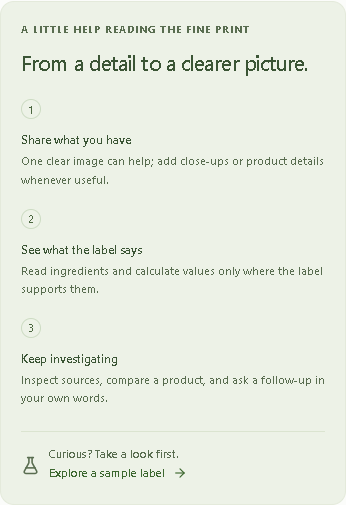 A LITTLE HELP READING THE FINE PRINT
From a detail to a clearer picture.
1
Share what you have
One clear image can help; add close-ups or product details
whenever useful.
2
See what the label says
Read ingredients and calculate values only where the label
supports them.
3
Keep investigating
Inspect sources, compare a product, and ask a follow-up in
your own words.
Curious? Take a look first.
Explore a sample label →